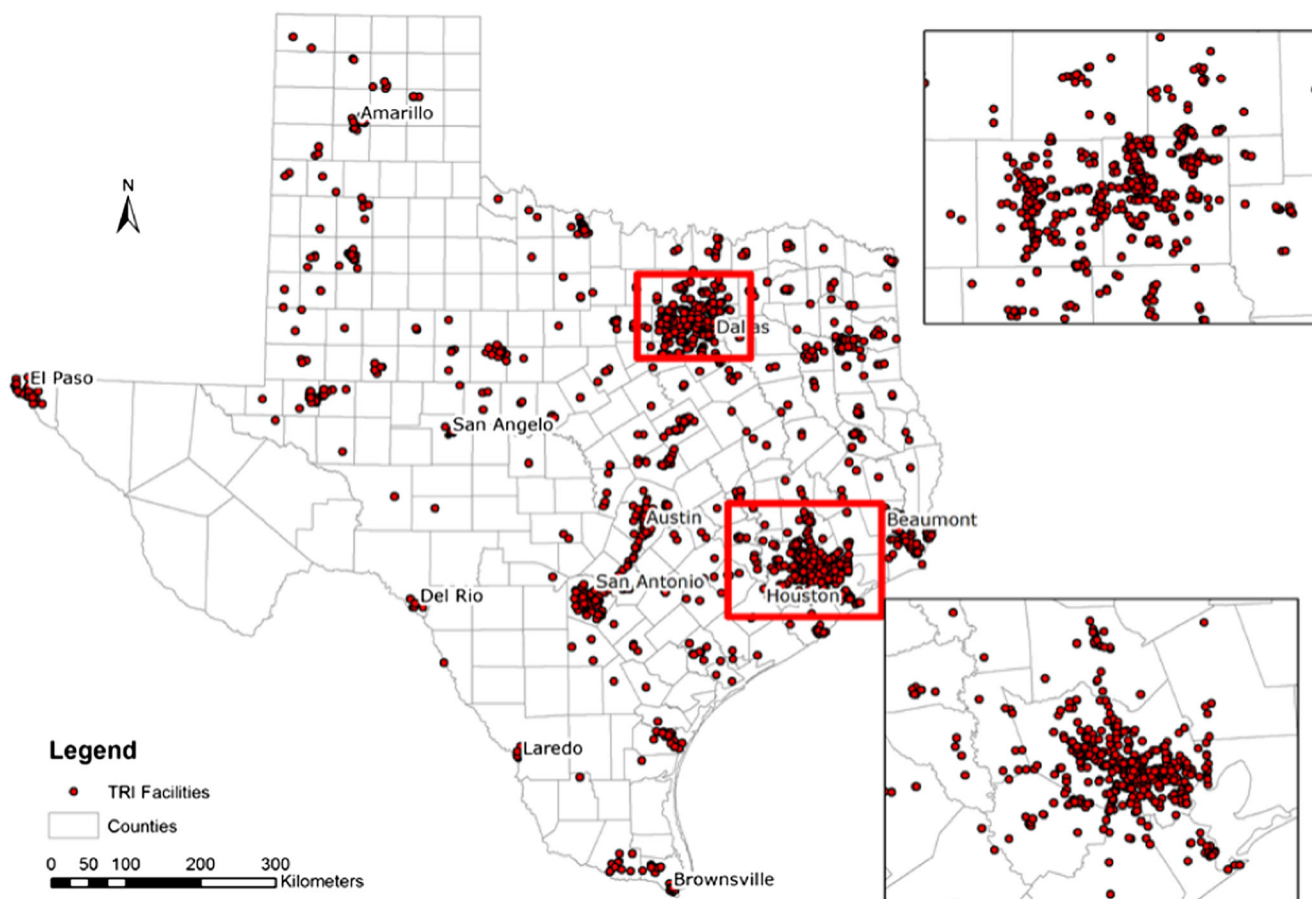 Amarillo
N
Dallas
El Paso
San Angelo
Austin
Beaumont
San Antonio
Del Rio
Houston
Laredo
Legend
TRI Facilities
Counties
0 50 100 200 300
Kilometers
Brownsville